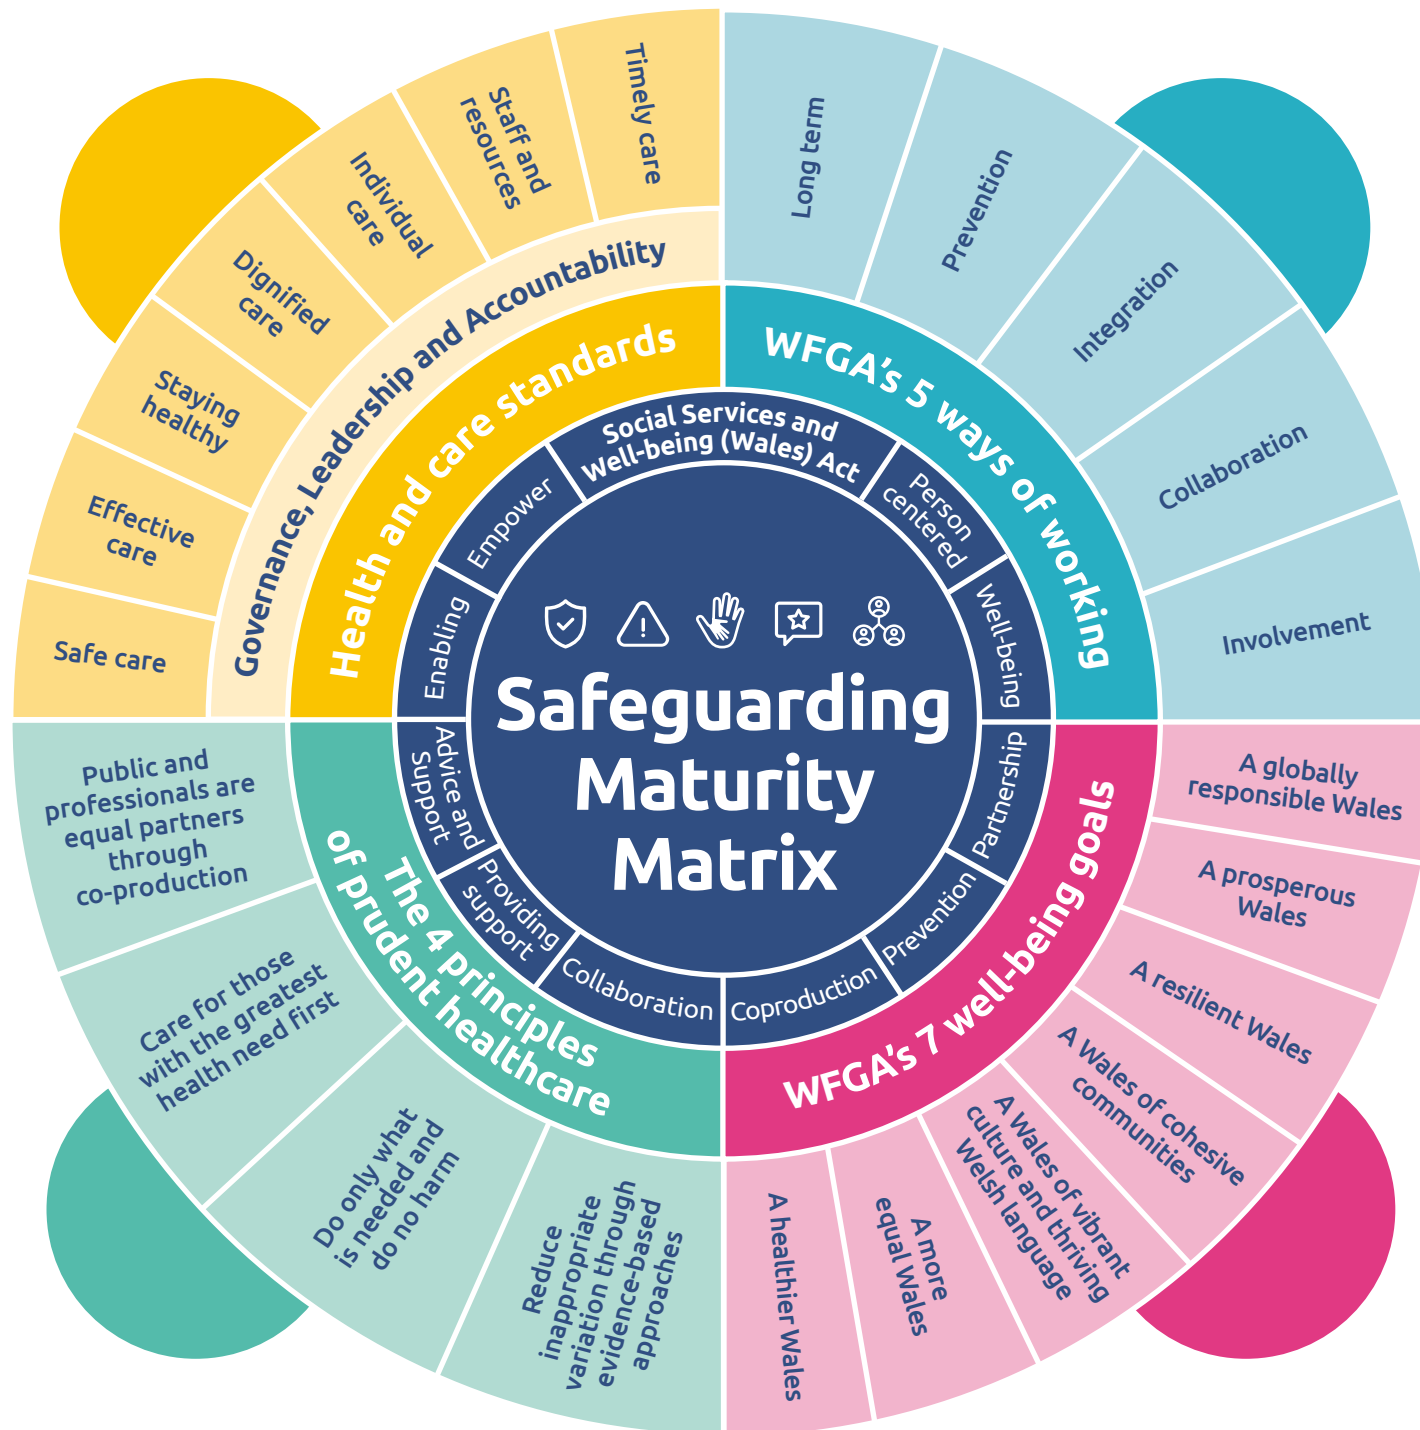 Safeguarding
Maturity
Matrix
Social Services and
Well-being (Wales) Act
Person
centered
Well-being
Partnership
Prevention
Coproduction
Collaboration
Providing
support
Advice and
Support
Enabling
Empower
Health and care standards
Governance, Leadership and Accountability
Safe care
Effective
care
Staying
healthy
Dignified
care
Individual
care
Staff and
resources
Timely care
WFGA's 5 ways of working
Long term
Prevention
Integration
Collaboration
Involvement
WFGA's 7 well-being goals
A globally
responsible Wales
A prosperous
Wales
A resilient Wales
A Wales of cohesive
communities
A Wales of vibrant
culture and thriving
Welsh language
A more
equal Wales
A healthier Wales
The 4 principles
of prudent healthcare
Reduce
inappropriate
variation through
evidence-based
approaches
Do only what
is needed and
do no harm
Care for those
with the greatest
health need first
Public and
professionals are
equal partners
through
co-production